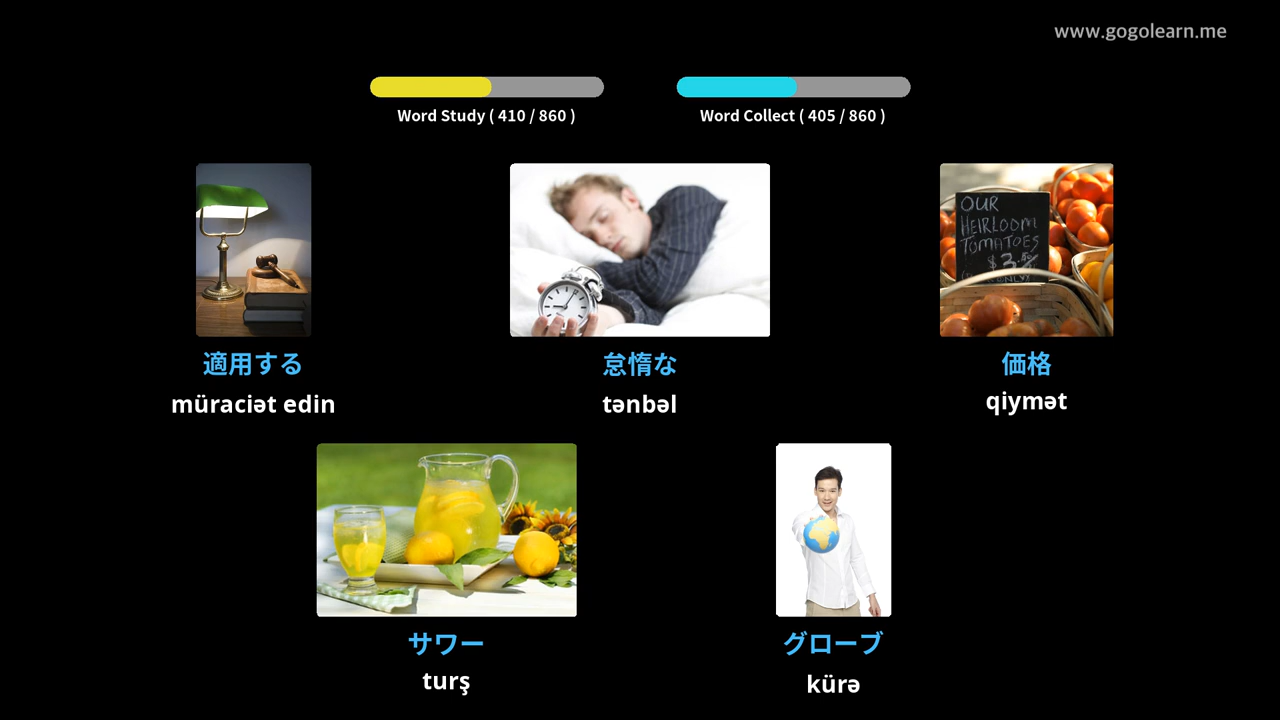 www.gogolearn.me
Word Study ( 410 / 860 )
Word Collect ( 405 / 860 )
OUR
HEIRLOOM
TOMATOES
適用する
怠惰な
価格
müraciət edin
tənbəl
qiymət
サワー
グローブ
turş
kürə